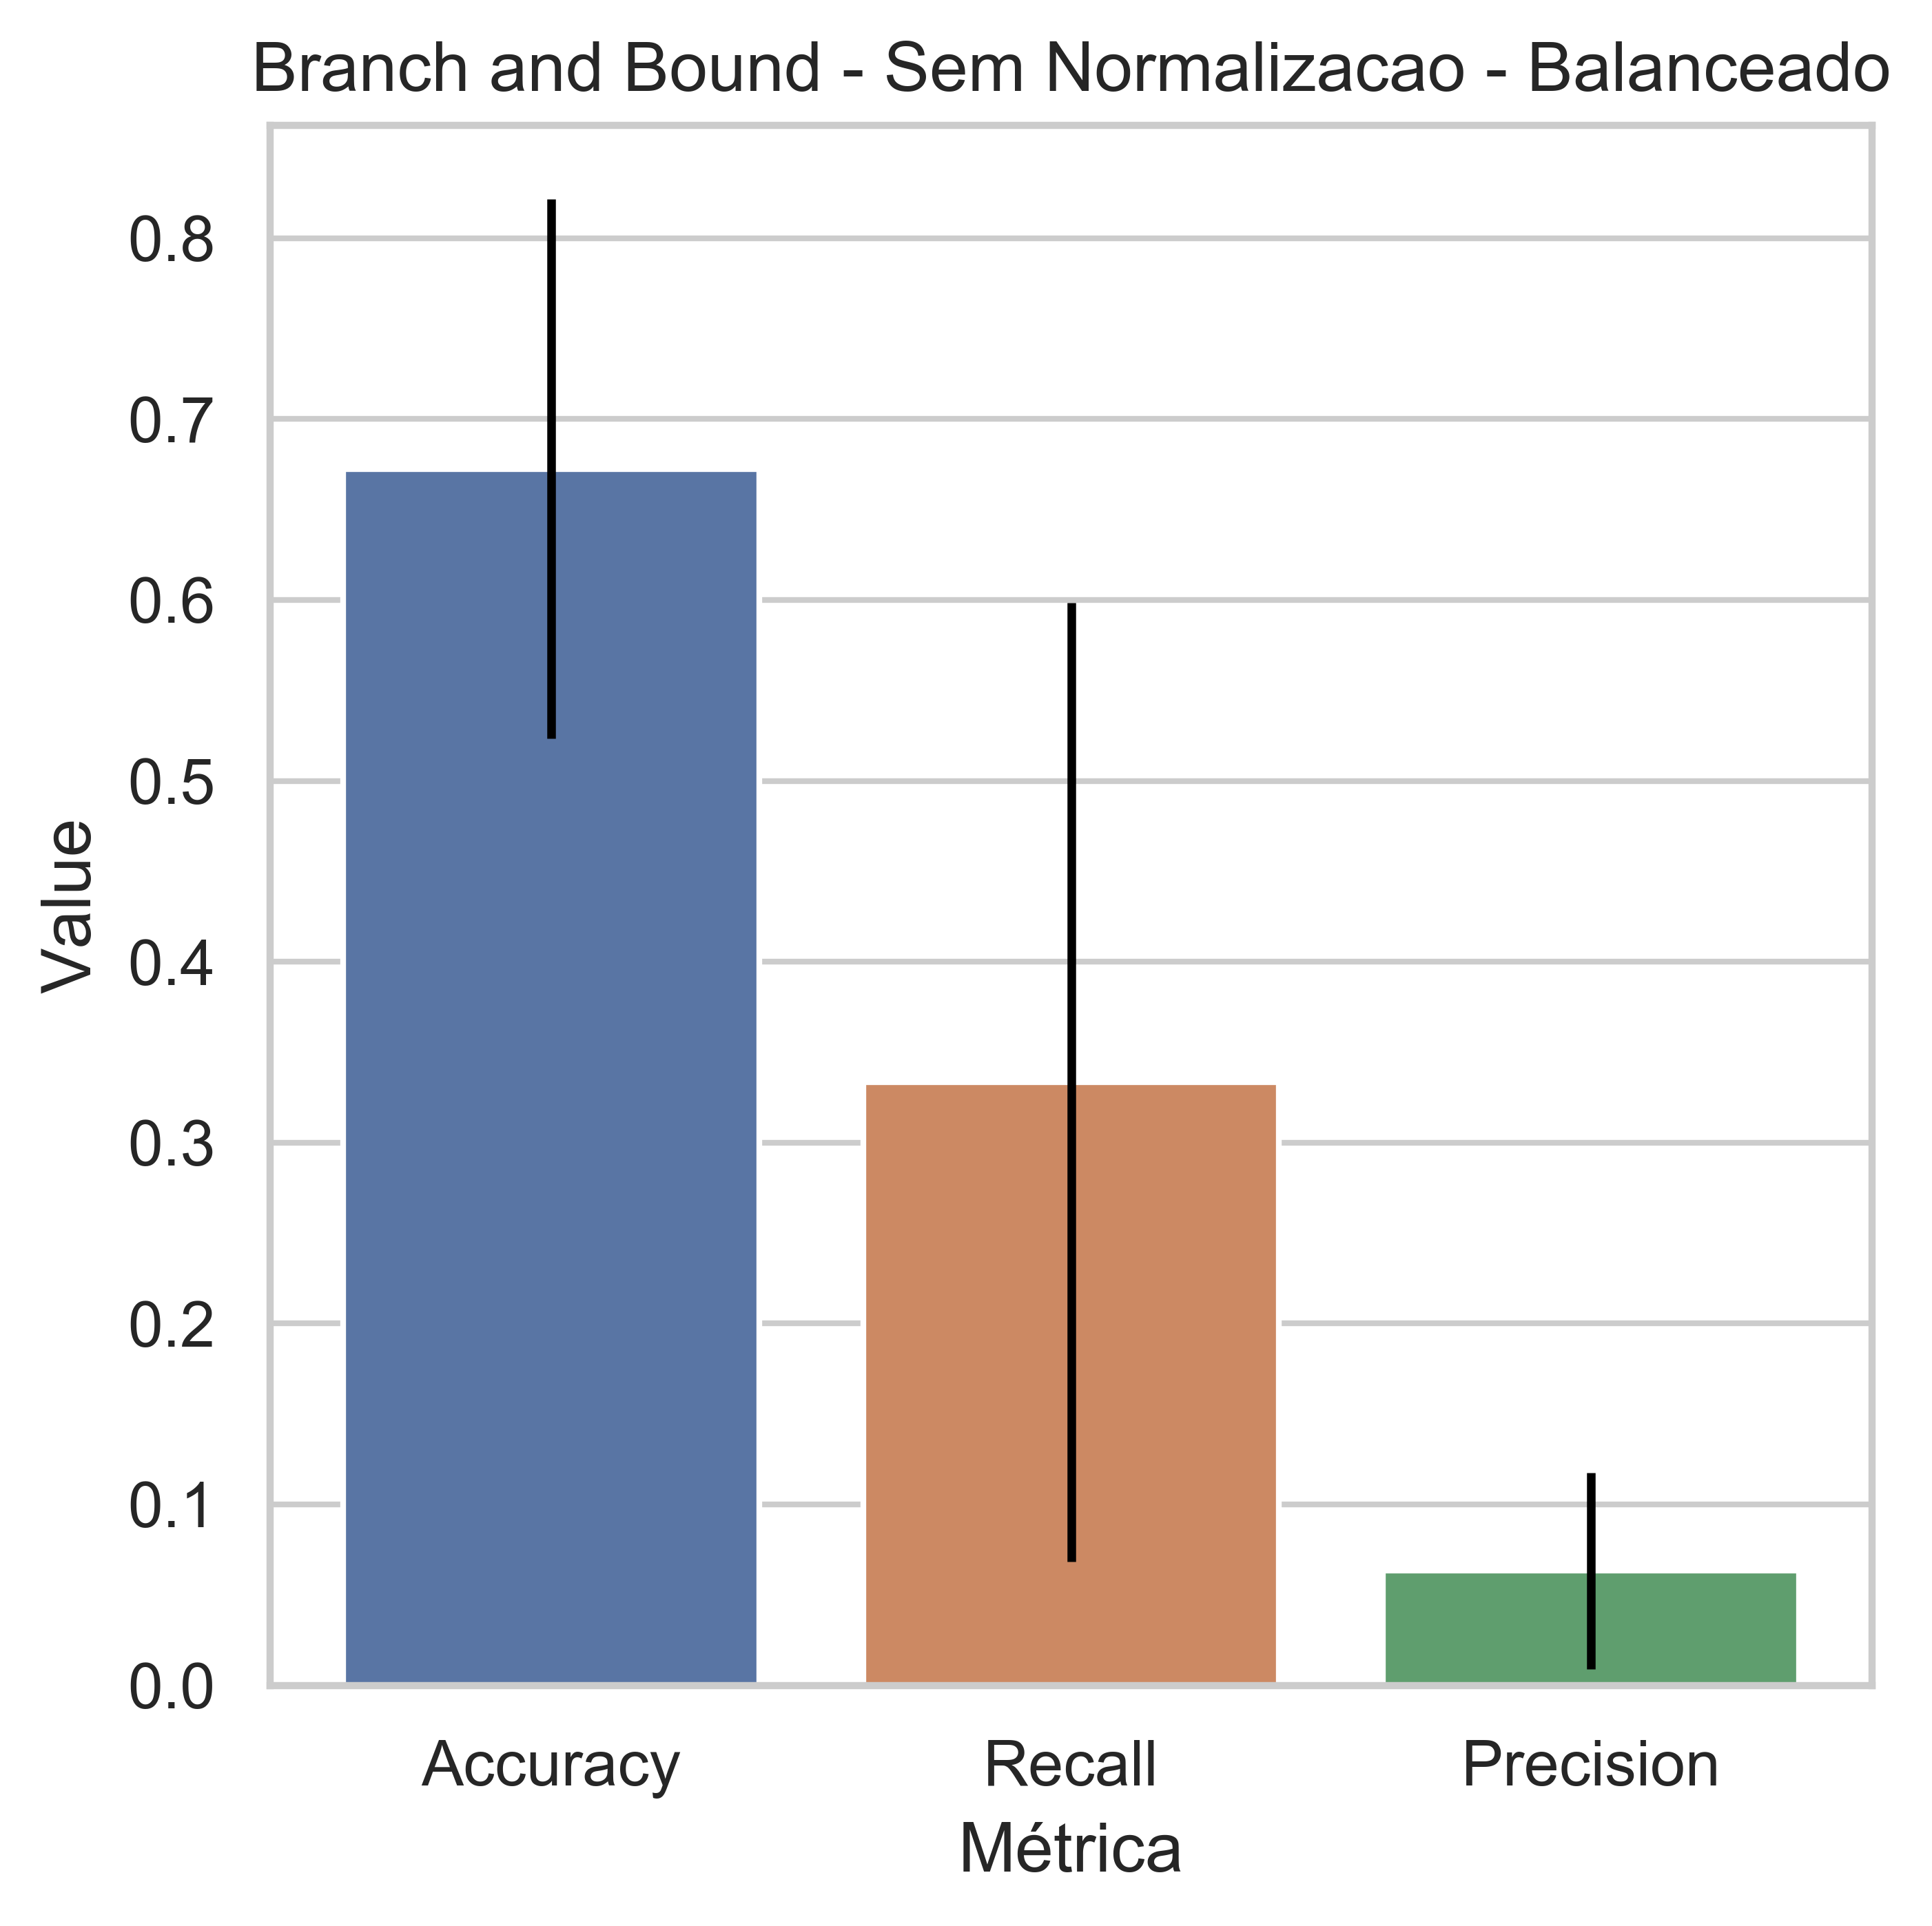 Branch and Bound - Sem Normalizacao - Balanceado
0.8
0.7
0.6
0.5
0.4
0.3
0.2
0.1
0.0
Value
Accuracy Recall Precision
Métrica